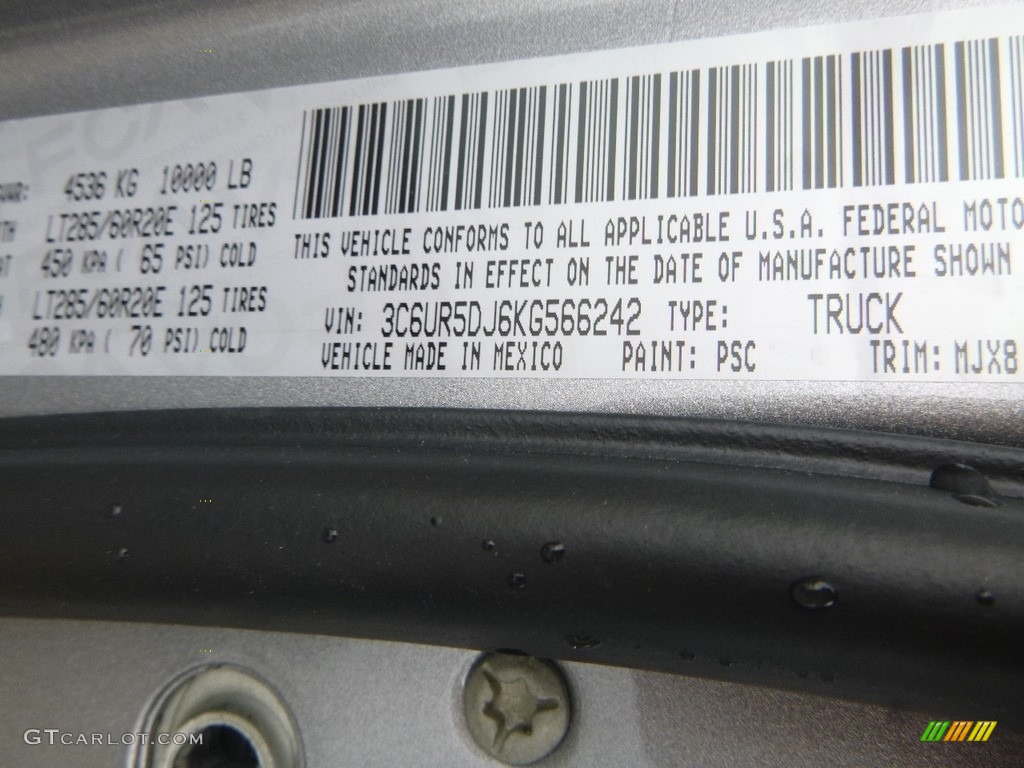 GVWR: 4536 KG 10000 LB
LT285/60R20E 125 TIRES
450 KPA ( 65 PSI) COLD
LT285/60R20E 125 TIRES
480 KPA ( 70 PSI) COLD
THIS VEHICLE CONFORMS TO ALL APPLICABLE U.S.A. FEDERAL MOTO
STANDARDS IN EFFECT ON THE DATE OF MANUFACTURE SHOWN
VIN: 3C6UR5DJ6KG566242 TYPE: TRUCK
VEHICLE MADE IN MEXICO PAINT: PSC TRIM: MJX8
GTCARLOT.COM